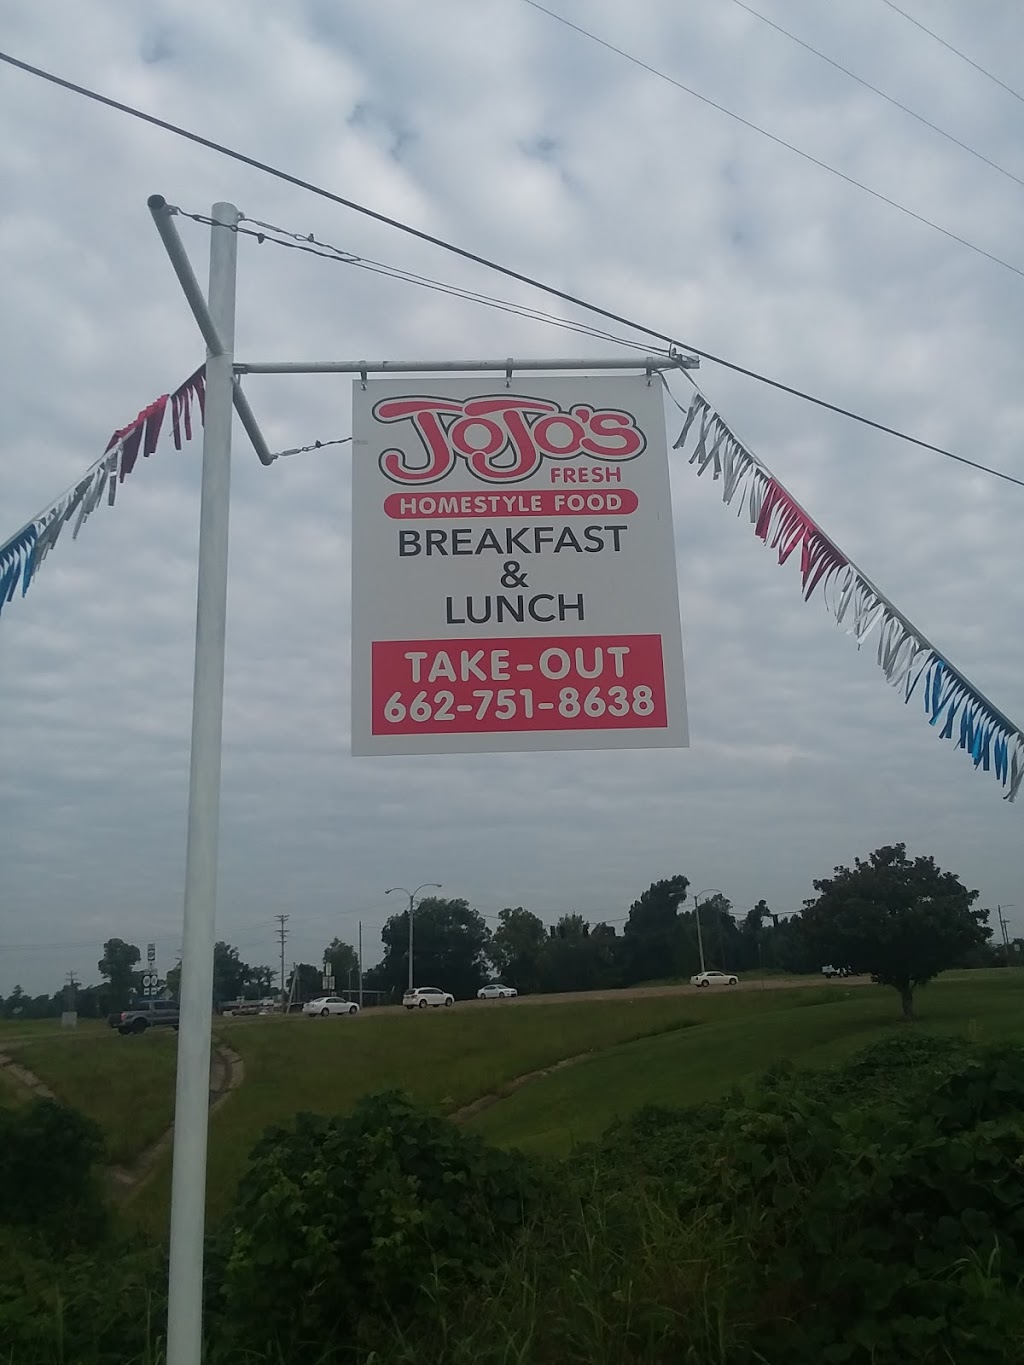 JoJo's
FRESH
HOMESTYLE FOOD
BREAKFAST
&
LUNCH
TAKE-OUT
662-751-8638